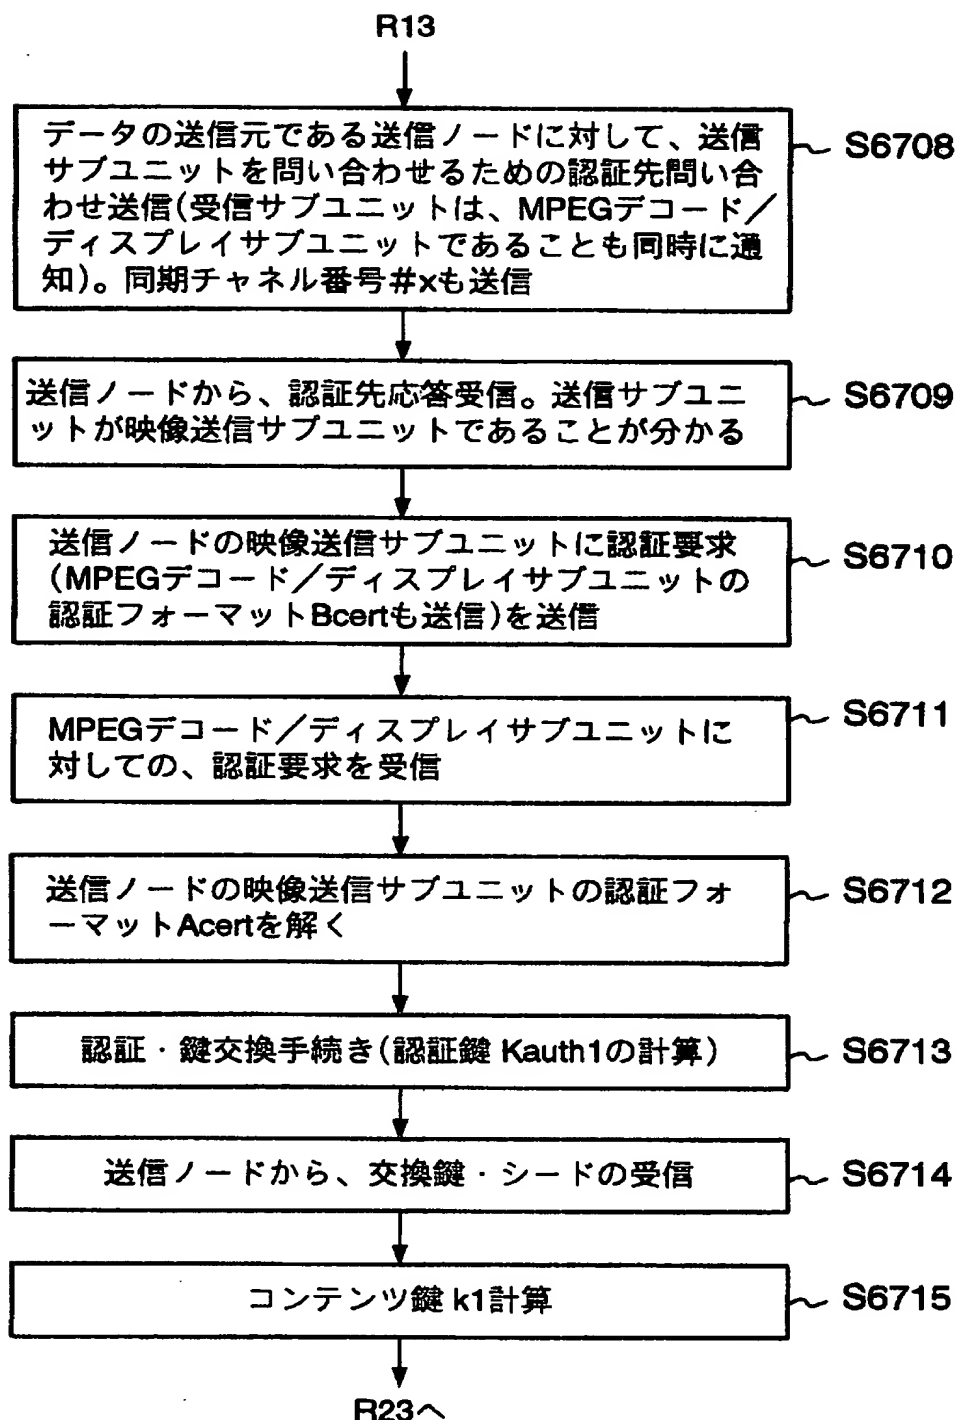 R13
データの送信元である送信ノードに対して、送信
サブユニットを問い合わせるための認証先問い合
わせ送信(受信サブユニットは、MPEGデコード／
ディスプレイサブユニットであることも同時に通
知)。同期チャネル番号#xも送信
S6708
送信ノードから、認証先応答受信。送信サブユニ
ットが映像送信サブユニットであることが分かる
S6709
送信ノードの映像送信サブユニットに認証要求
(MPEGデコード／ディスプレイサブユニットの
認証フォーマットBcertも送信)を送信
S6710
MPEGデコード／ディスプレイサブユニットに
対しての、認証要求を受信
S6711
送信ノードの映像送信サブユニットの認証フォ
ーマットAcertを解く
S6712
認証・鍵交換手続き(認証鍵 Kauth1の計算)
S6713
送信ノードから、交換鍵・シードの受信
S6714
コンテンツ鍵 k1計算
S6715
R23へ